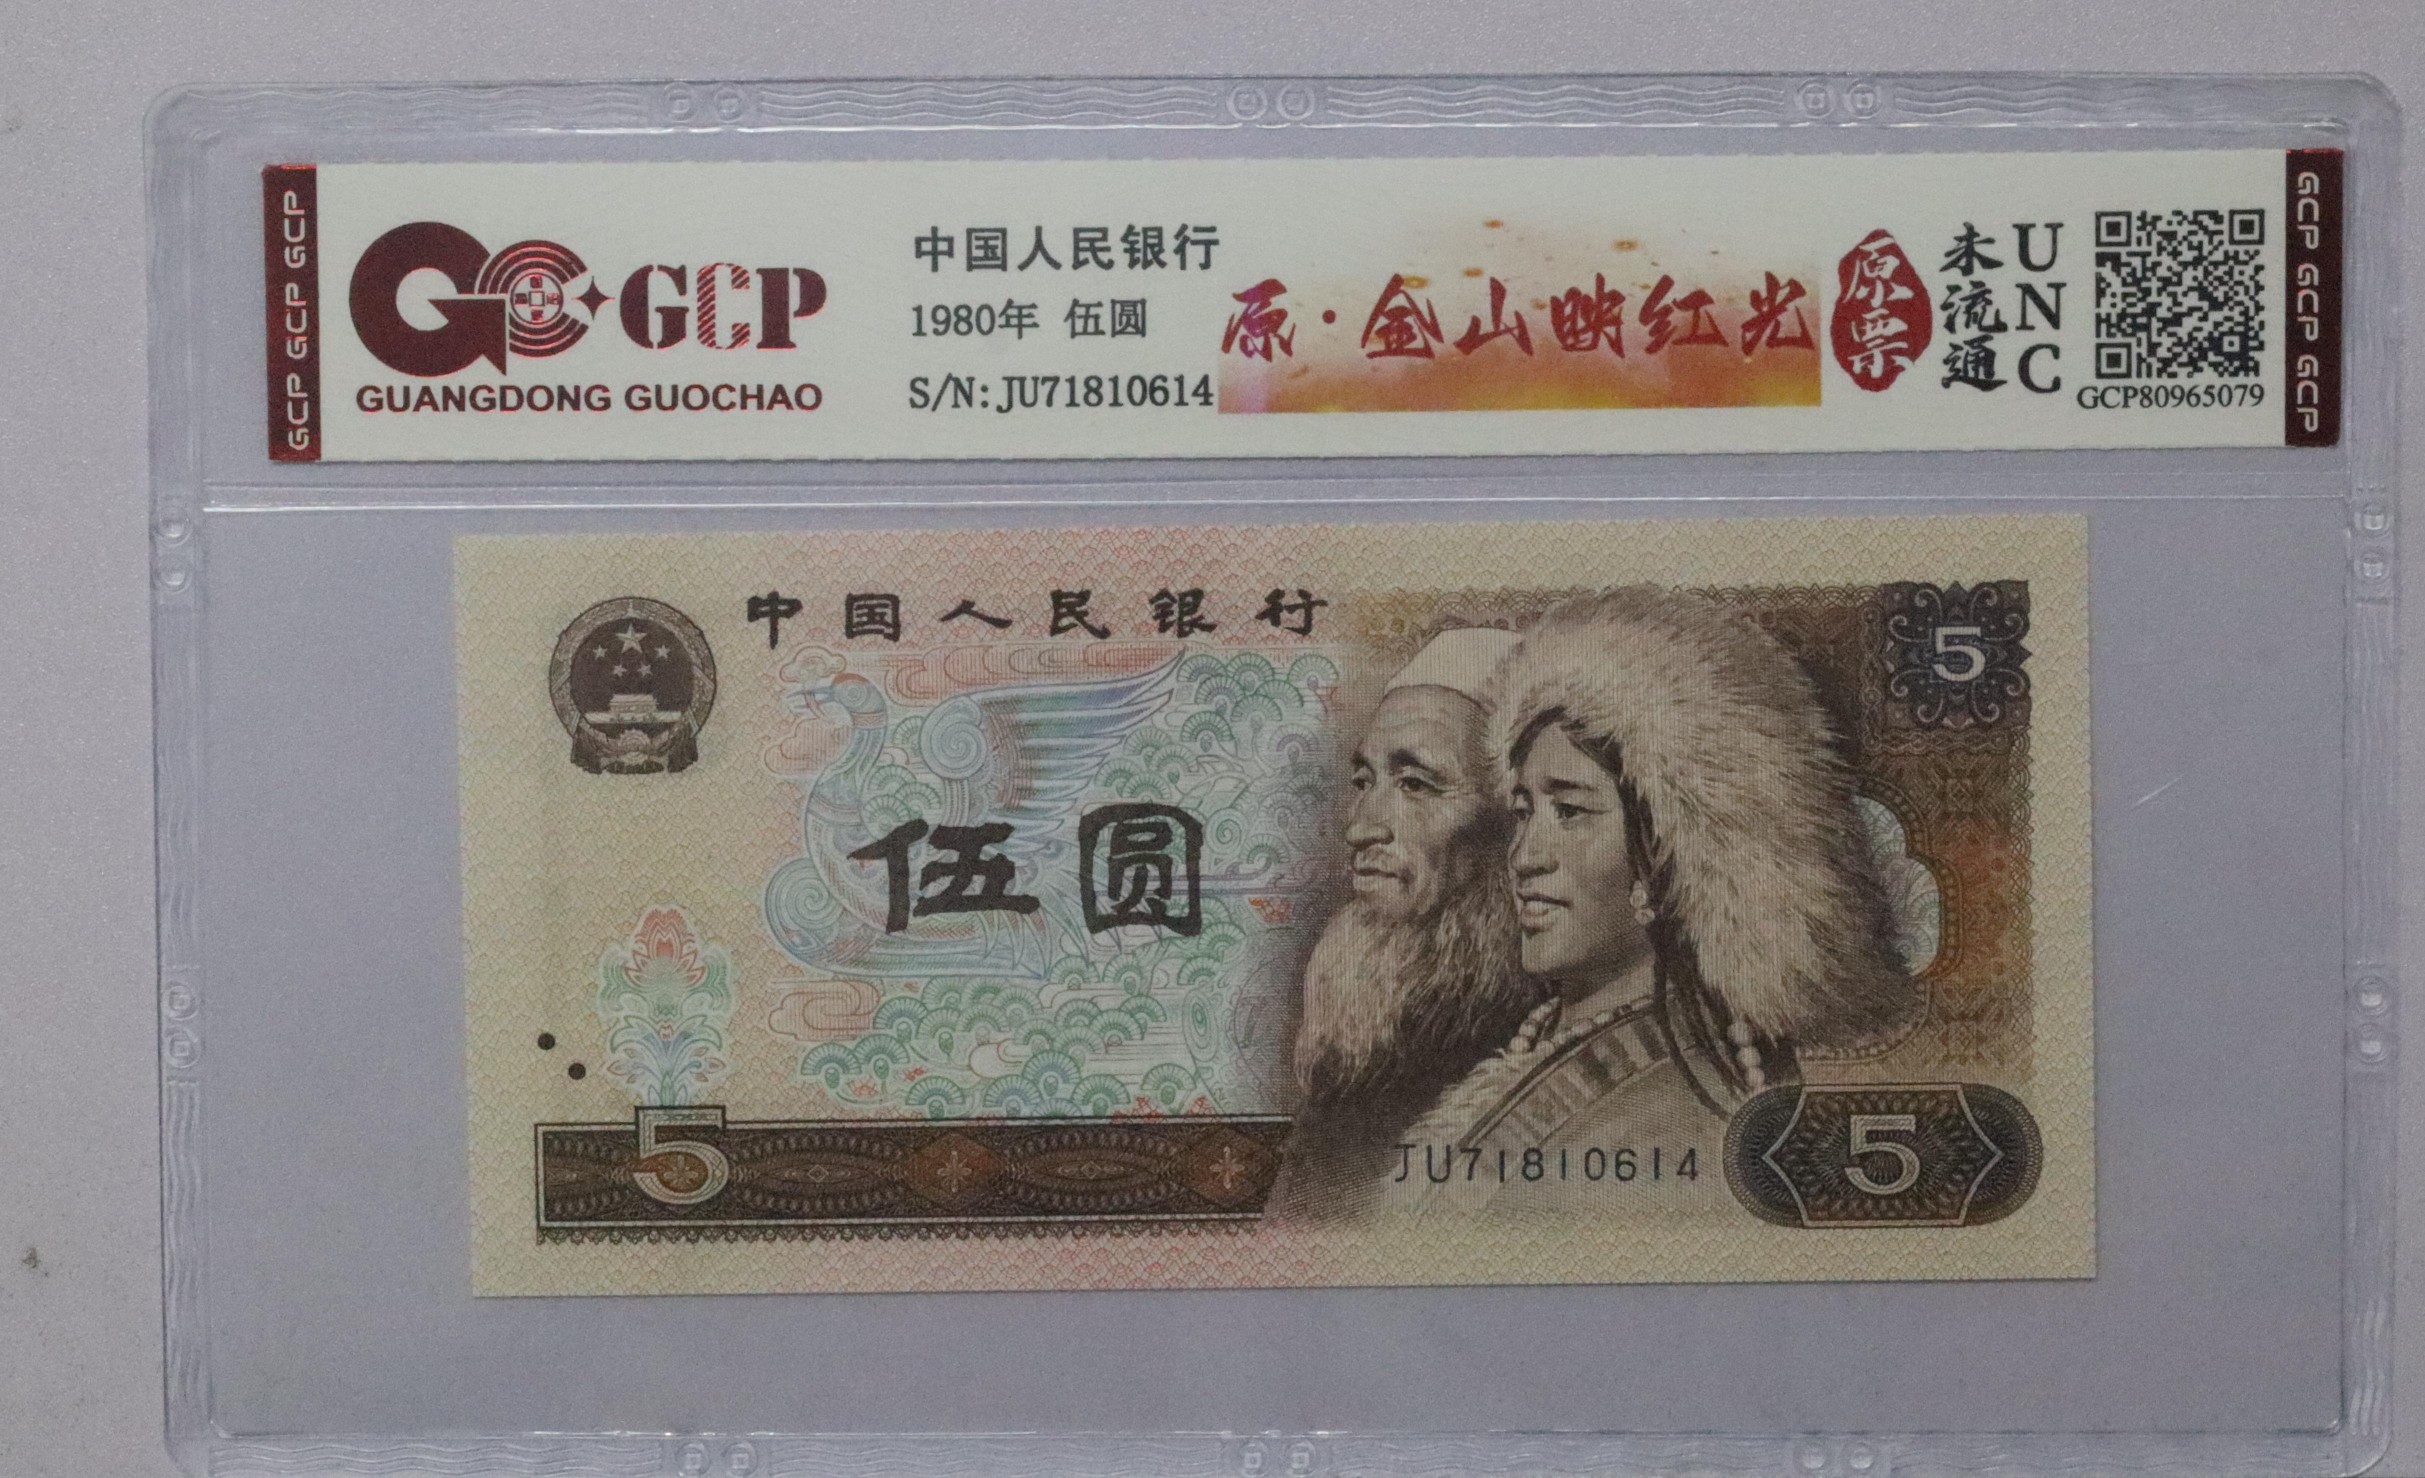 GCP GCP GCP
GCP
GUANGDONG GUOCHAO
中国人民银行
1980年 伍圆
S/N: JU71810614
原·金山映红光
原票
未流通
UNC
GCP80965079
GCP GCP GCP
中国人民银行
5
伍圆
5
JU71810614
5